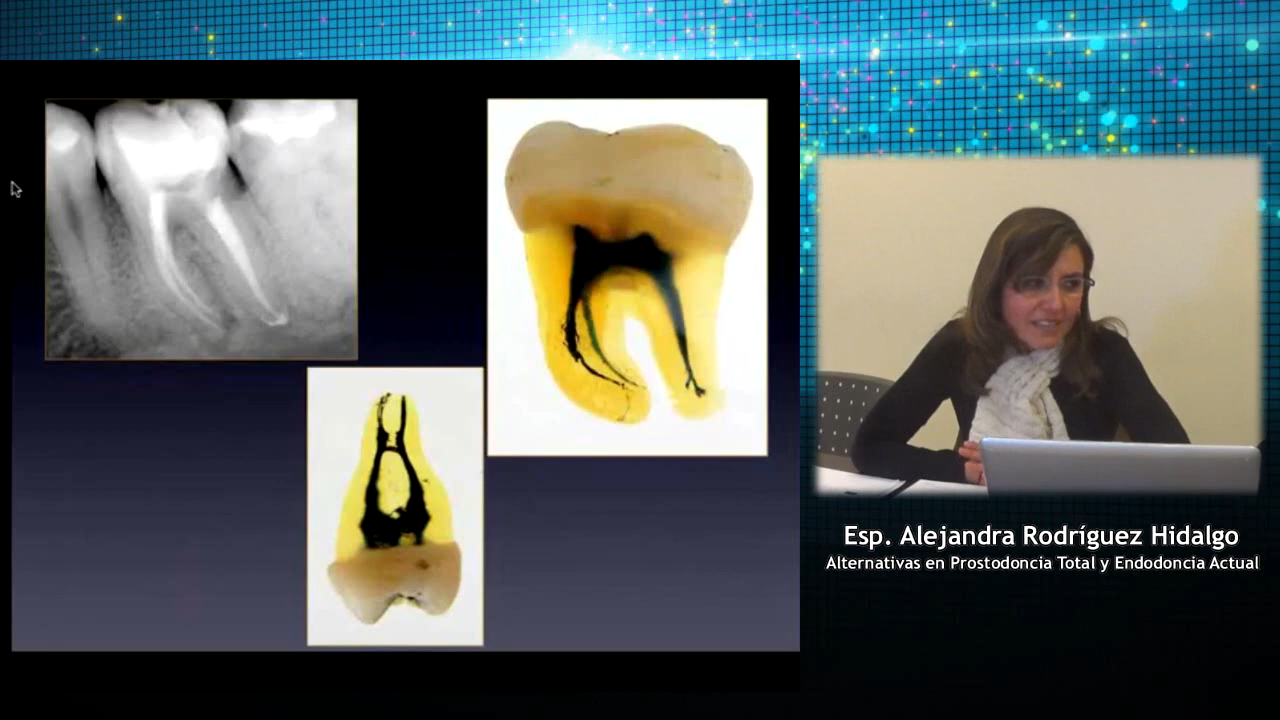 Esp. Alejandra Rodríguez Hidalgo
Alternativas en Prostodoncia Total y Endodoncia Actual